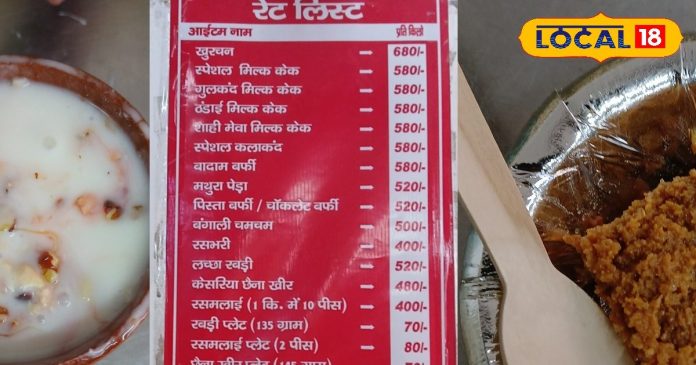 रेट लिस्ट
आईटम नाम प्रति किलो
खुरचन → 680/-
स्पेशल मिल्क केक → 580/-
गुलकंद मिल्क केक → 580/-
ठंडाई मिल्क केक → 580/-
शाही मेवा मिल्क केक → 580/-
स्पेशल कलाकंद → 580/-
बादाम बर्फी → 580/-
मथुरा पेड़ा → 520/-
पिस्ता बर्फी / चॉकलेट बर्फी → 520/-
बंगाली चमचम → 500/-
रसभरी → 400/-
लच्छा रबड़ी → 520/-
केसरिया छैना खीर → 480/-
रसमलाई (1 कि. में 10 पीस) → 400/-
रबड़ी प्लेट (135 ग्राम) → 70/-
रसमलाई प्लेट (2 पीस) → 80/-
छैना खीर प्लेट
LOCAL 18